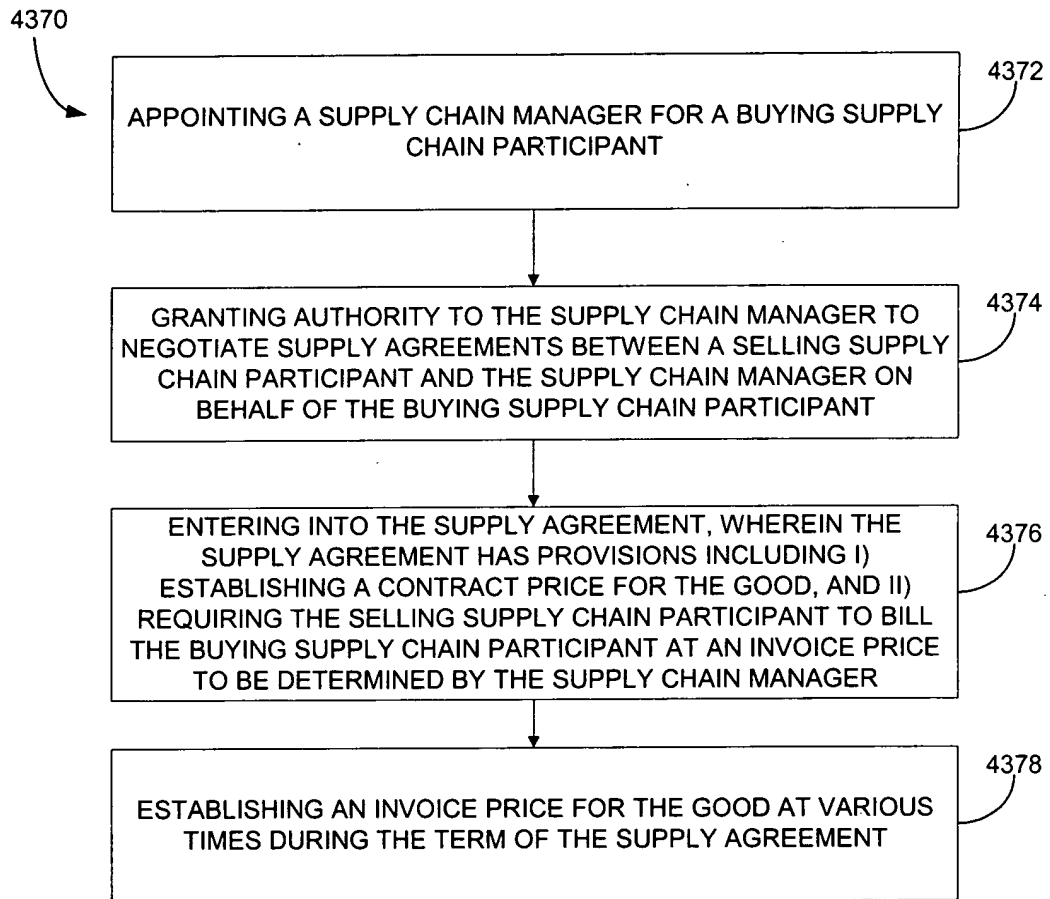 4370
4372
APPOINTING A SUPPLY CHAIN MANAGER FOR A BUYING SUPPLY
CHAIN PARTICIPANT
4374
GRANTING AUTHORITY TO THE SUPPLY CHAIN MANAGER TO
NEGOTIATE SUPPLY AGREEMENTS BETWEEN A SELLING SUPPLY
CHAIN PARTICIPANT AND THE SUPPLY CHAIN MANAGER ON
BEHALF OF THE BUYING SUPPLY CHAIN PARTICIPANT
4376
ENTERING INTO THE SUPPLY AGREEMENT, WHEREIN THE
SUPPLY AGREEMENT HAS PROVISIONS INCLUDING I)
ESTABLISHING A CONTRACT PRICE FOR THE GOOD, AND II)
REQUIRING THE SELLING SUPPLY CHAIN PARTICIPANT TO BILL
THE BUYING SUPPLY CHAIN PARTICIPANT AT AN INVOICE PRICE
TO BE DETERMINED BY THE SUPPLY CHAIN MANAGER
4378
ESTABLISHING AN INVOICE PRICE FOR THE GOOD AT VARIOUS
TIMES DURING THE TERM OF THE SUPPLY AGREEMENT